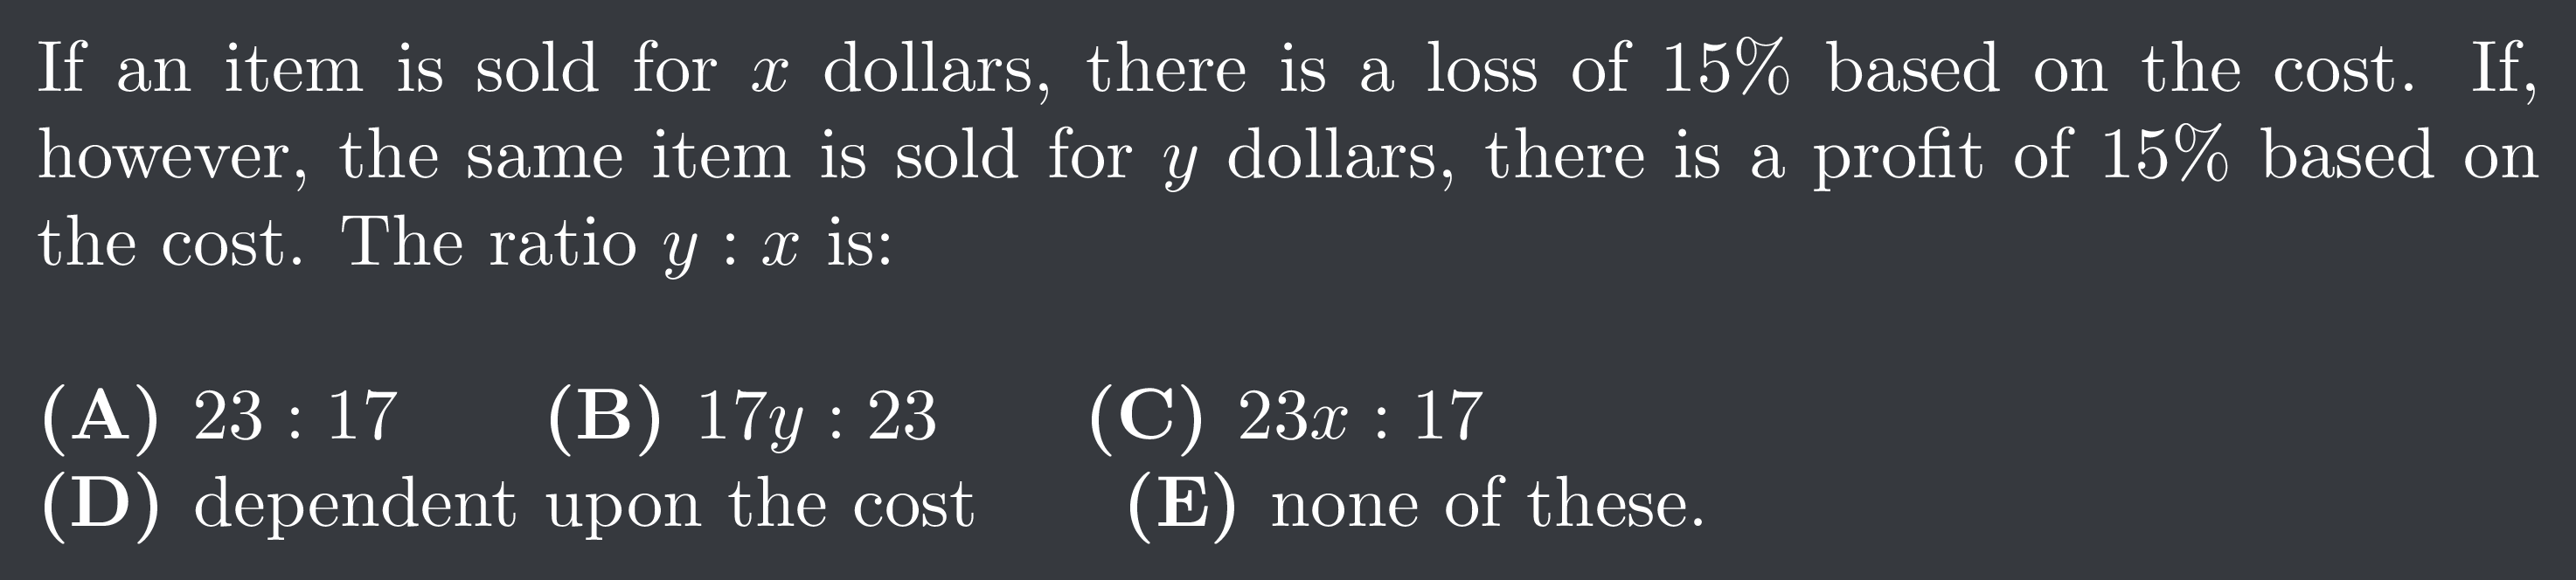 If an item is sold for x dollars, there is a loss of 15% based on the cost. If,
however, the same item is sold for y dollars, there is a profit of 15% based on
the cost. The ratio y : x is:
(A) 23 : 17 (B) 17y : 23 (C) 23x : 17
(D) dependent upon the cost (E) none of these.